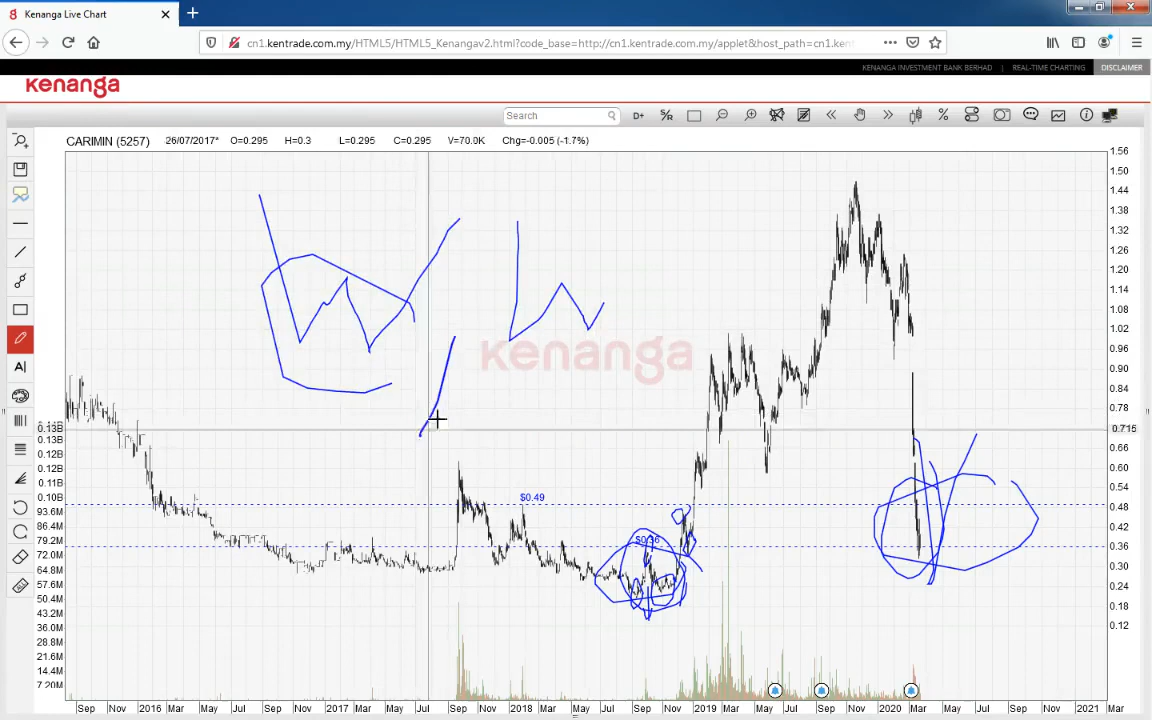 Kenanga Live Chart
cn1.kentrade.com.my/HTML5/HTML5_Kenangav2.html?code_base=http://cn1.kentrade.com.my/applet&host_path=cn1.kent
KENANGA INVESTMENT BANK BERHAD | REAL-TIME CHARTING | DISCLAIMER
kenanga
Search D+ S/R
CARIMIN (5257) 26/07/2017* O=0.295 H=0.3 L=0.295 C=0.295 V=70.0K Chg=-0.005 (-1.7%)
1.56
1.50
1.44
1.38
1.32
1.26
1.20
1.14
1.08
1.02
kenanga
0.96
0.90
0.84
0.78
0.13B 0.715
0.13B
0.66
0.12B
0.12B 0.60
0.11B
0.10B $0.49 0.54
93.6M 0.48
86.4M 0.42
79.2M $0.36 0.36
72.0M
64.8M 0.30
57.6M 0.24
50.4M 0.18
43.2M 0.12
36.0M
28.8M
21.6M
14.4M
7.20M
Sep Nov 2016 Mar May Jul Sep Nov 2017 Mar May Jul Sep 2018 Mar May Jul Sep Nov 2019 Mar May Jul Sep Nov 2020 Mar May Jul Sep Nov 2021 Mar